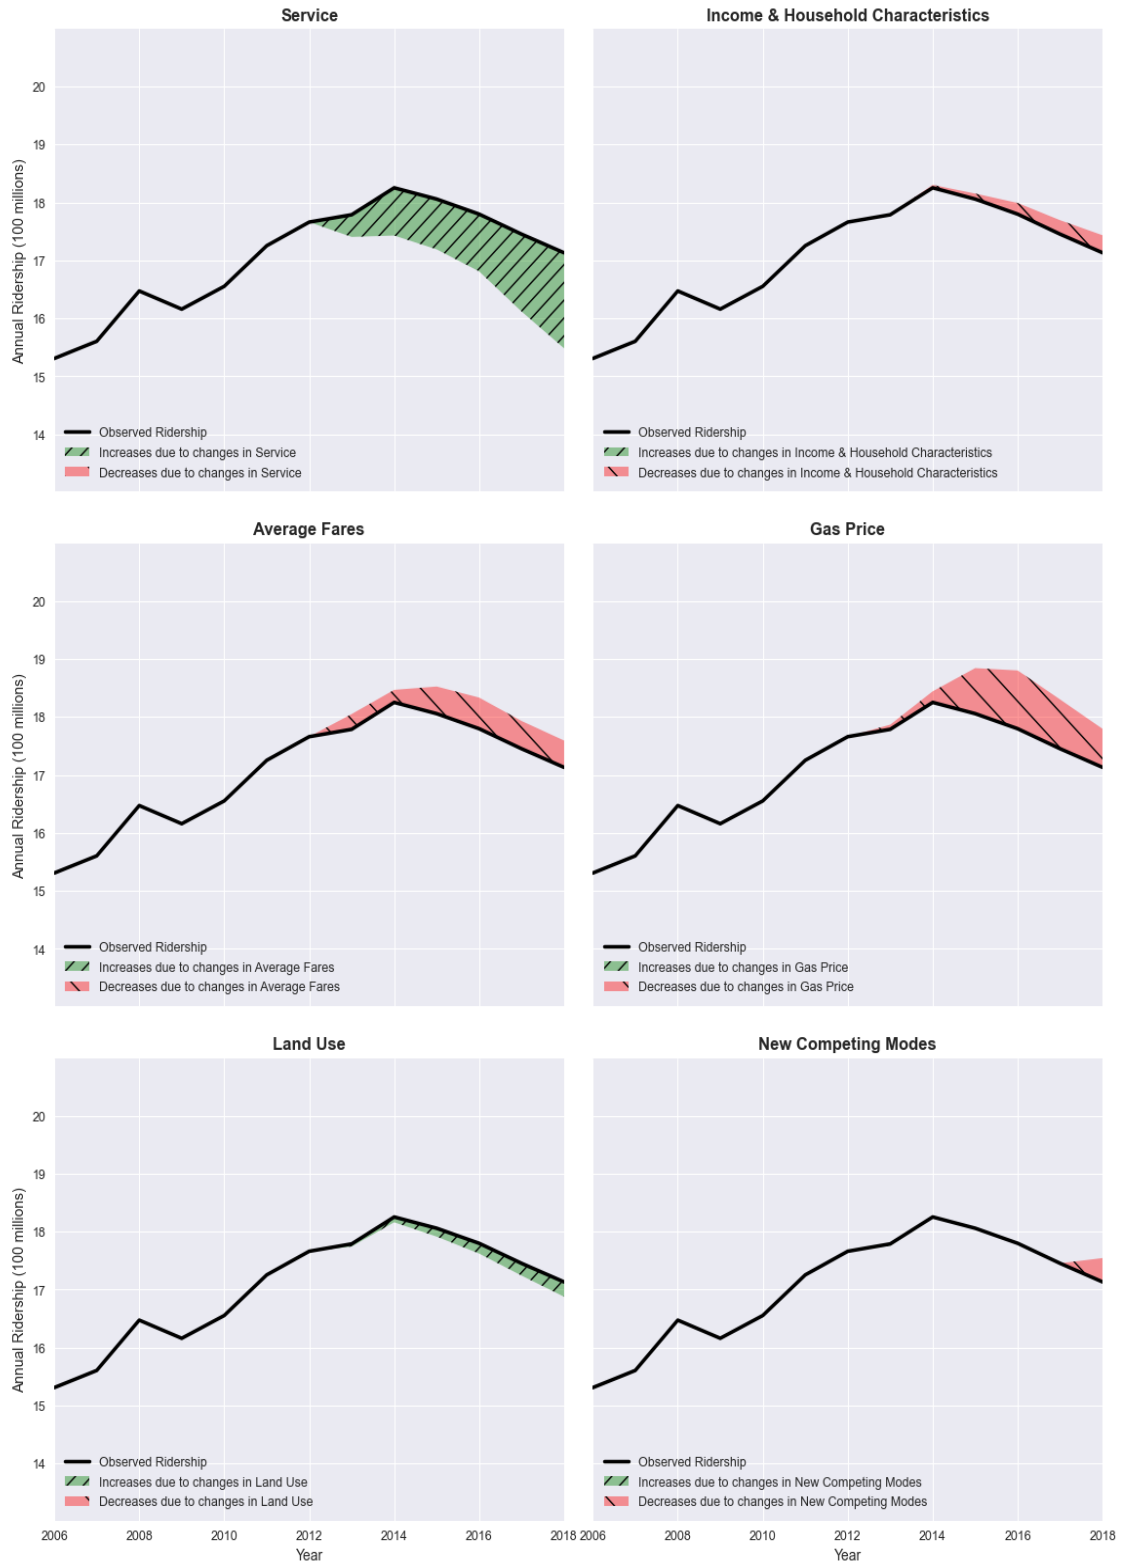 Service
Income & Household Characteristics
Annual Ridership (100 millions)
20
19
18
17
16
15
14
Observed Ridership
Increases due to changes in Service
Decreases due to changes in Service
Observed Ridership
Increases due to changes in Income & Household Characteristics
Decreases due to changes in Income & Household Characteristics
Average Fares
Gas Price
Annual Ridership (100 millions)
20
19
18
17
16
15
14
Observed Ridership
Increases due to changes in Average Fares
Decreases due to changes in Average Fares
Observed Ridership
Increases due to changes in Gas Price
Decreases due to changes in Gas Price
Land Use
New Competing Modes
Annual Ridership (100 millions)
20
19
18
17
16
15
14
Observed Ridership
Increases due to changes in Land Use
Decreases due to changes in Land Use
Observed Ridership
Increases due to changes in New Competing Modes
Decreases due to changes in New Competing Modes
2006 2008 2010 2012 2014 2016 2018
2006 2008 2010 2012 2014 2016 2018
Year
Year